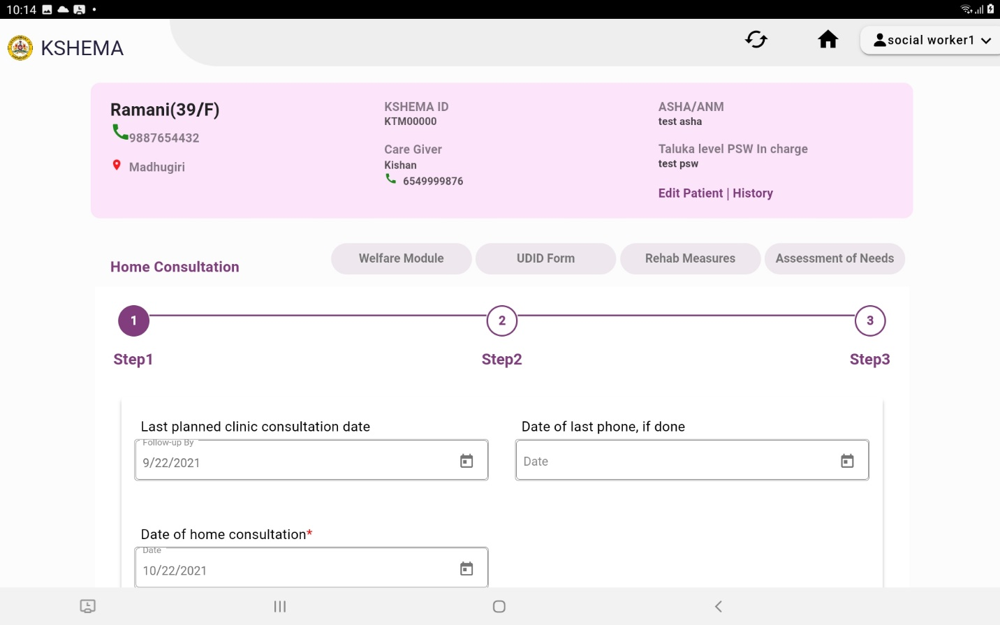 10:14
KSHEMA
social worker1
Ramani(39/F)
9887654432
Madhugiri
KSHEMA ID
KTM00000
Care Giver
Kishan
6549999876
ASHA/ANM
test asha
Taluka level PSW In charge
test psw
Edit Patient | History
Home Consultation
Welfare Module
UDID Form
Rehab Measures
Assessment of Needs
1
2
3
Step1
Step2
Step3
Last planned clinic consultation date
Follow-up By
9/22/2021
Date of last phone, if done
Date
Date of home consultation*
Date
10/22/2021